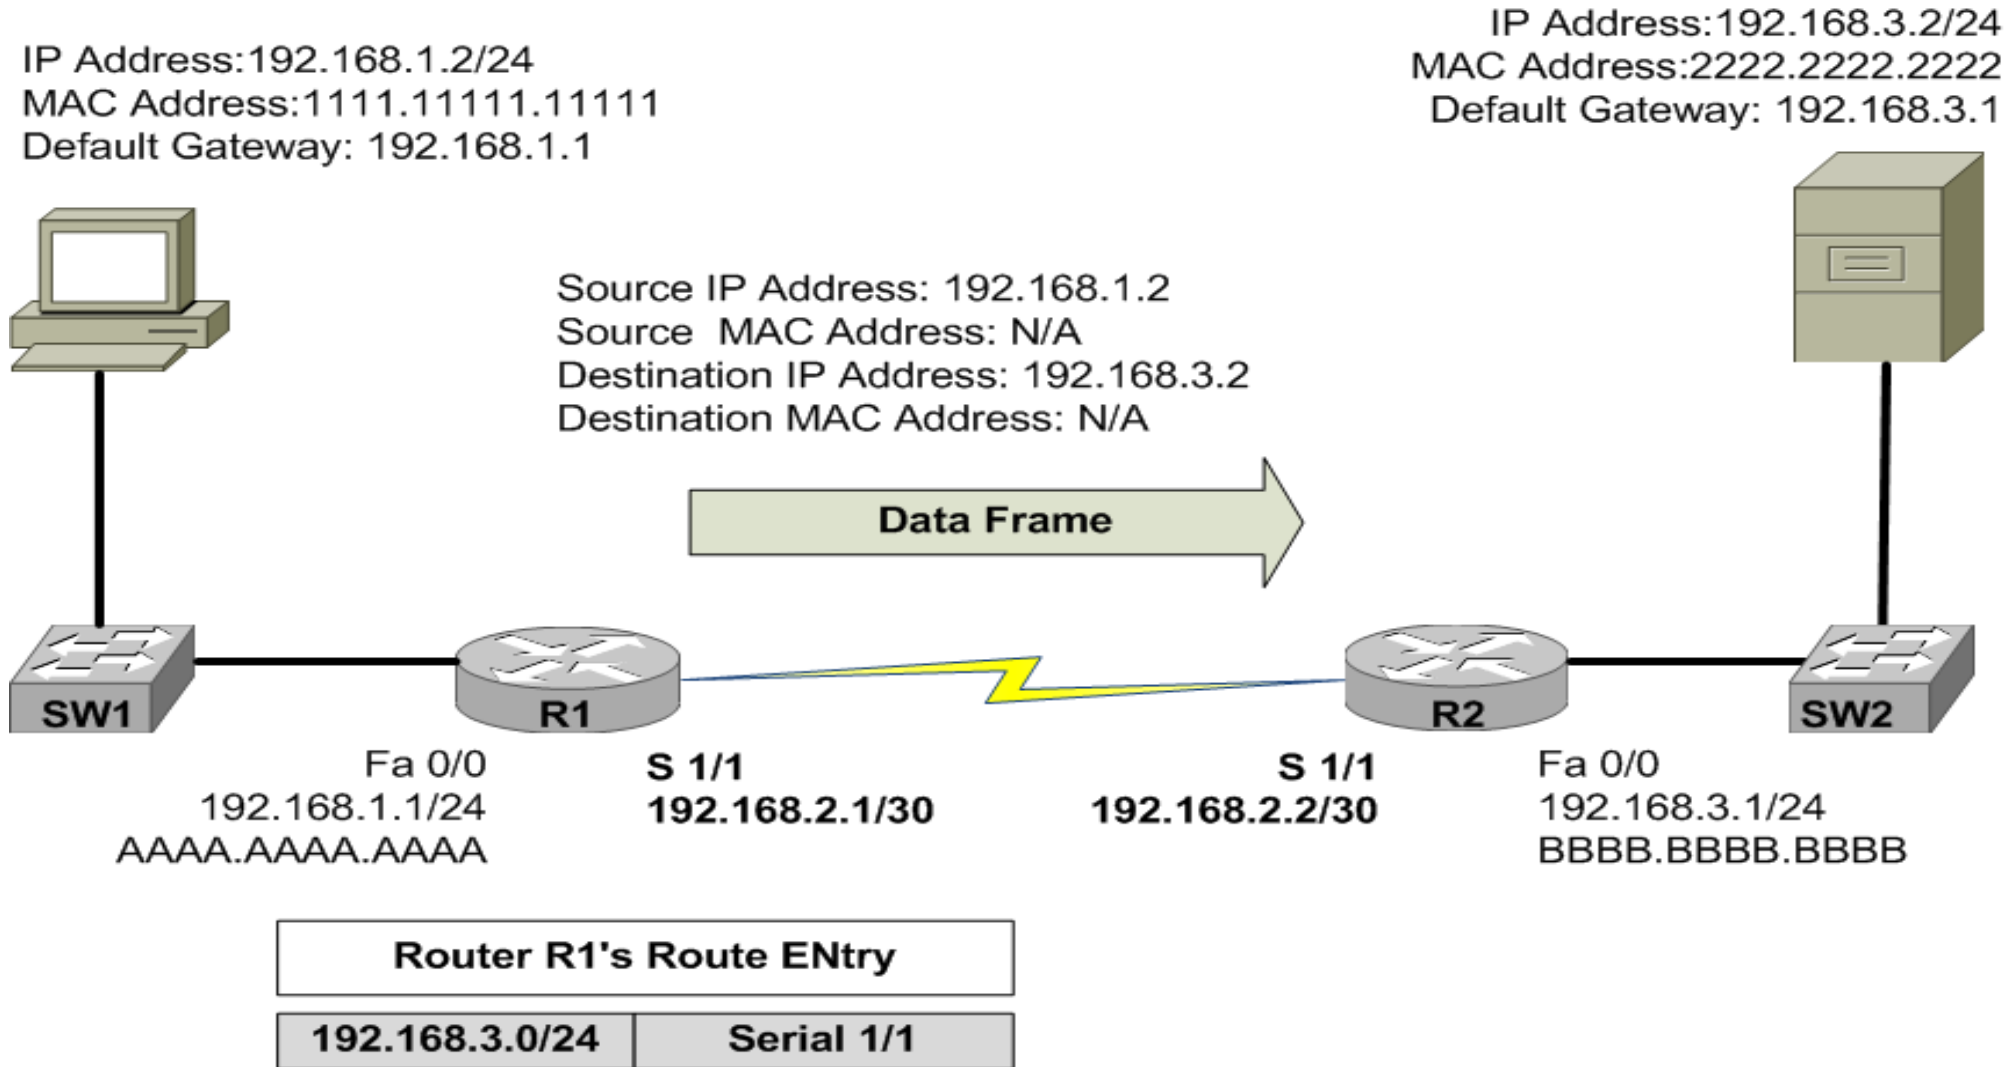 IP Address:192.168.1.2/24
MAC Address:1111.11111.11111
Default Gateway: 192.168.1.1
IP Address:192.168.3.2/24
MAC Address:2222.2222.2222
Default Gateway: 192.168.3.1
Source IP Address: 192.168.1.2
Source  MAC Address: N/A
Destination IP Address: 192.168.3.2
Destination MAC Address: N/A
Data Frame
SW1
R1
R2
SW2
Fa 0/0
192.168.1.1/24
AAAA.AAAA.AAAA
S 1/1
192.168.2.1/30
S 1/1
192.168.2.2/30
Fa 0/0
192.168.3.1/24
BBBB.BBBB.BBBB
Router R1's Route ENtry
192.168.3.0/24
Serial 1/1